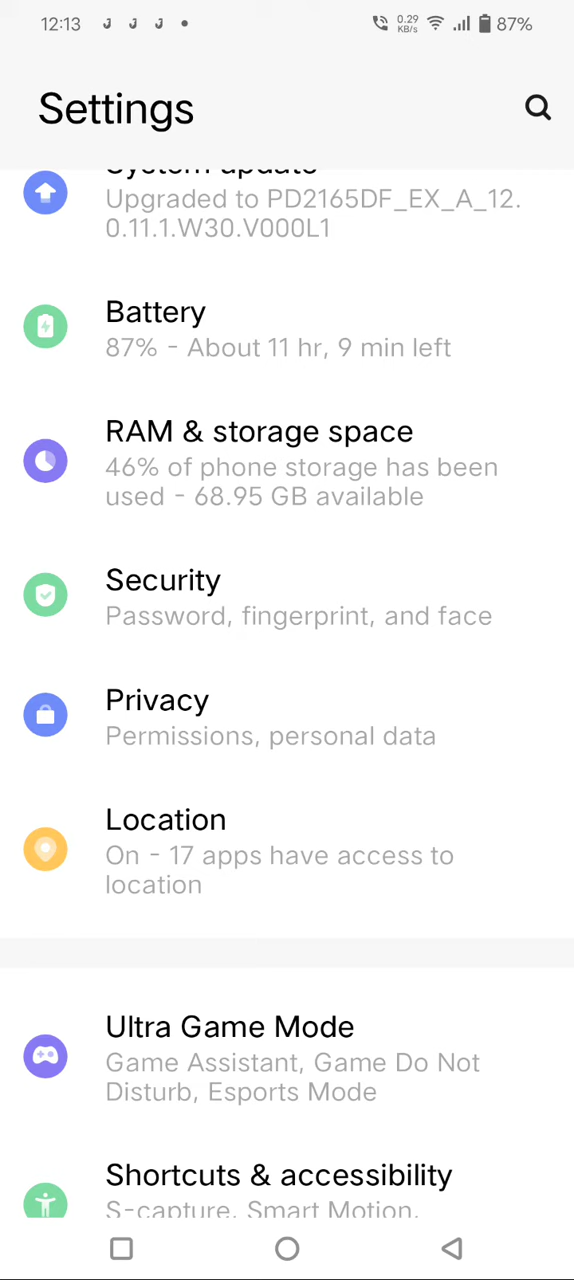 12:13
0.29
KB/s
87%
Settings
System update
Upgraded to PD2165DF_EX_A_12.
0.11.1.W30.V000L1
Battery
87% - About 11 hr, 9 min left
RAM & storage space
46% of phone storage has been
used - 68.95 GB available
Security
Password, fingerprint, and face
Privacy
Permissions, personal data
Location
On - 17 apps have access to
location
Ultra Game Mode
Game Assistant, Game Do Not
Disturb, Esports Mode
Shortcuts & accessibility
S-capture, Smart Motion,